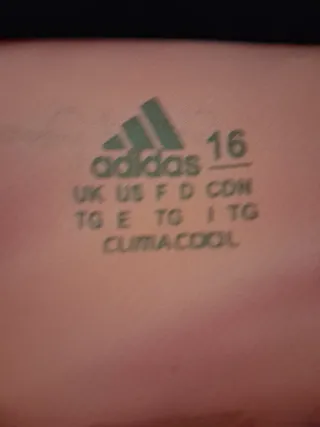 adidas 16
UK US F D CDN
TG E TG I TG
CLIMACOOL